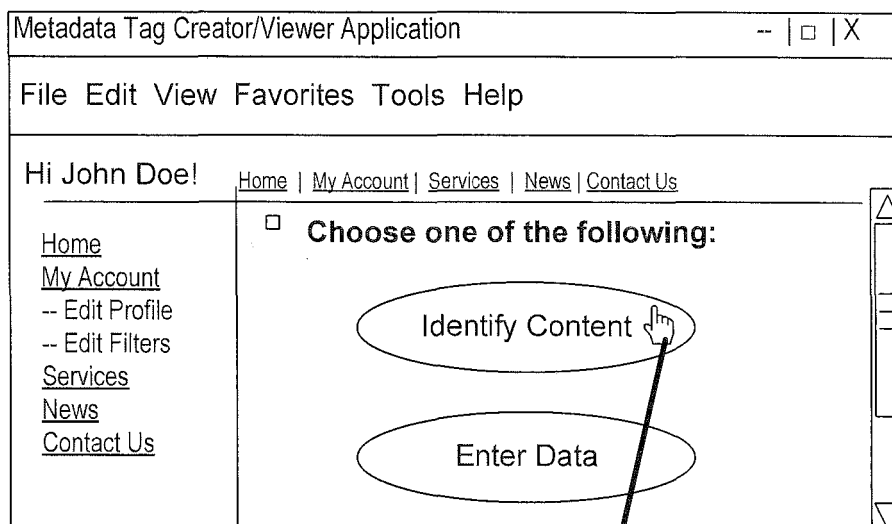 Metadata Tag Creator/Viewer Application -- | □ | X
File Edit View Favorites Tools Help
Hi John Doe!
Home | My Account | Services | News | Contact Us
Home
My Account
-- Edit Profile
-- Edit Filters
Services
News
Contact Us
Choose one of the following:
Identify Content
Enter Data